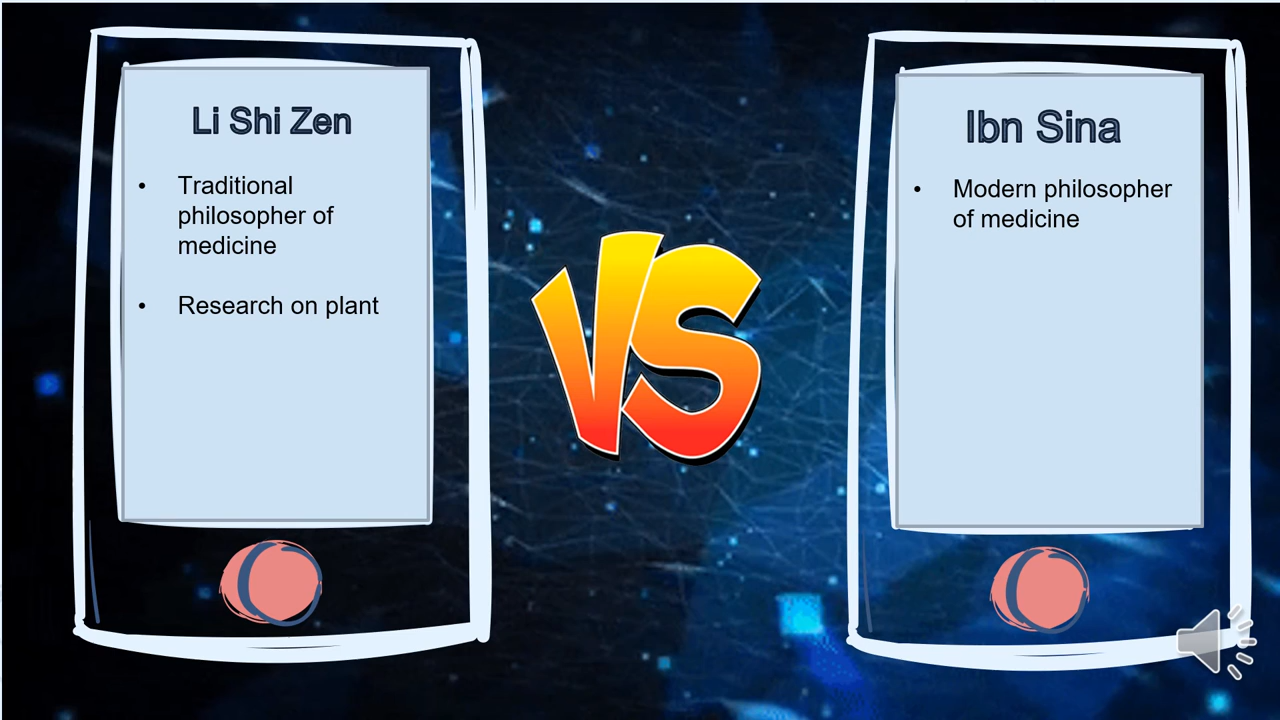 Li Shi Zen
• Traditional
philosopher of
medicine
• Research on plant
VS
Ibn Sina
• Modern philosopher
of medicine